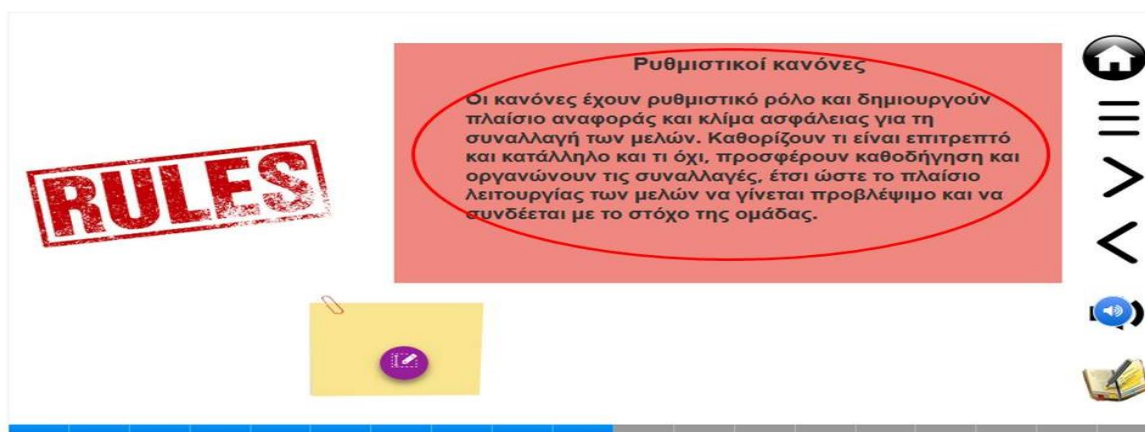 Ρυθμιστικοί κανόνες
Οι κανόνες έχουν ρυθμιστικό ρόλο και δημιουργούν
πλαίσιο αναφοράς και κλίμα ασφάλειας για τη
συναλλαγή των μελών. Καθορίζουν τι είναι επιτρεπτό
και κατάλληλο και τι όχι, προσφέρουν καθοδήγηση και
οργανώνουν τις συναλλαγές, έτσι ώστε το πλαίσιο
λειτουργίας των μελών να γίνεται προβλέψιμο και να
συνδέεται με το στόχο της ομάδας.
RULES